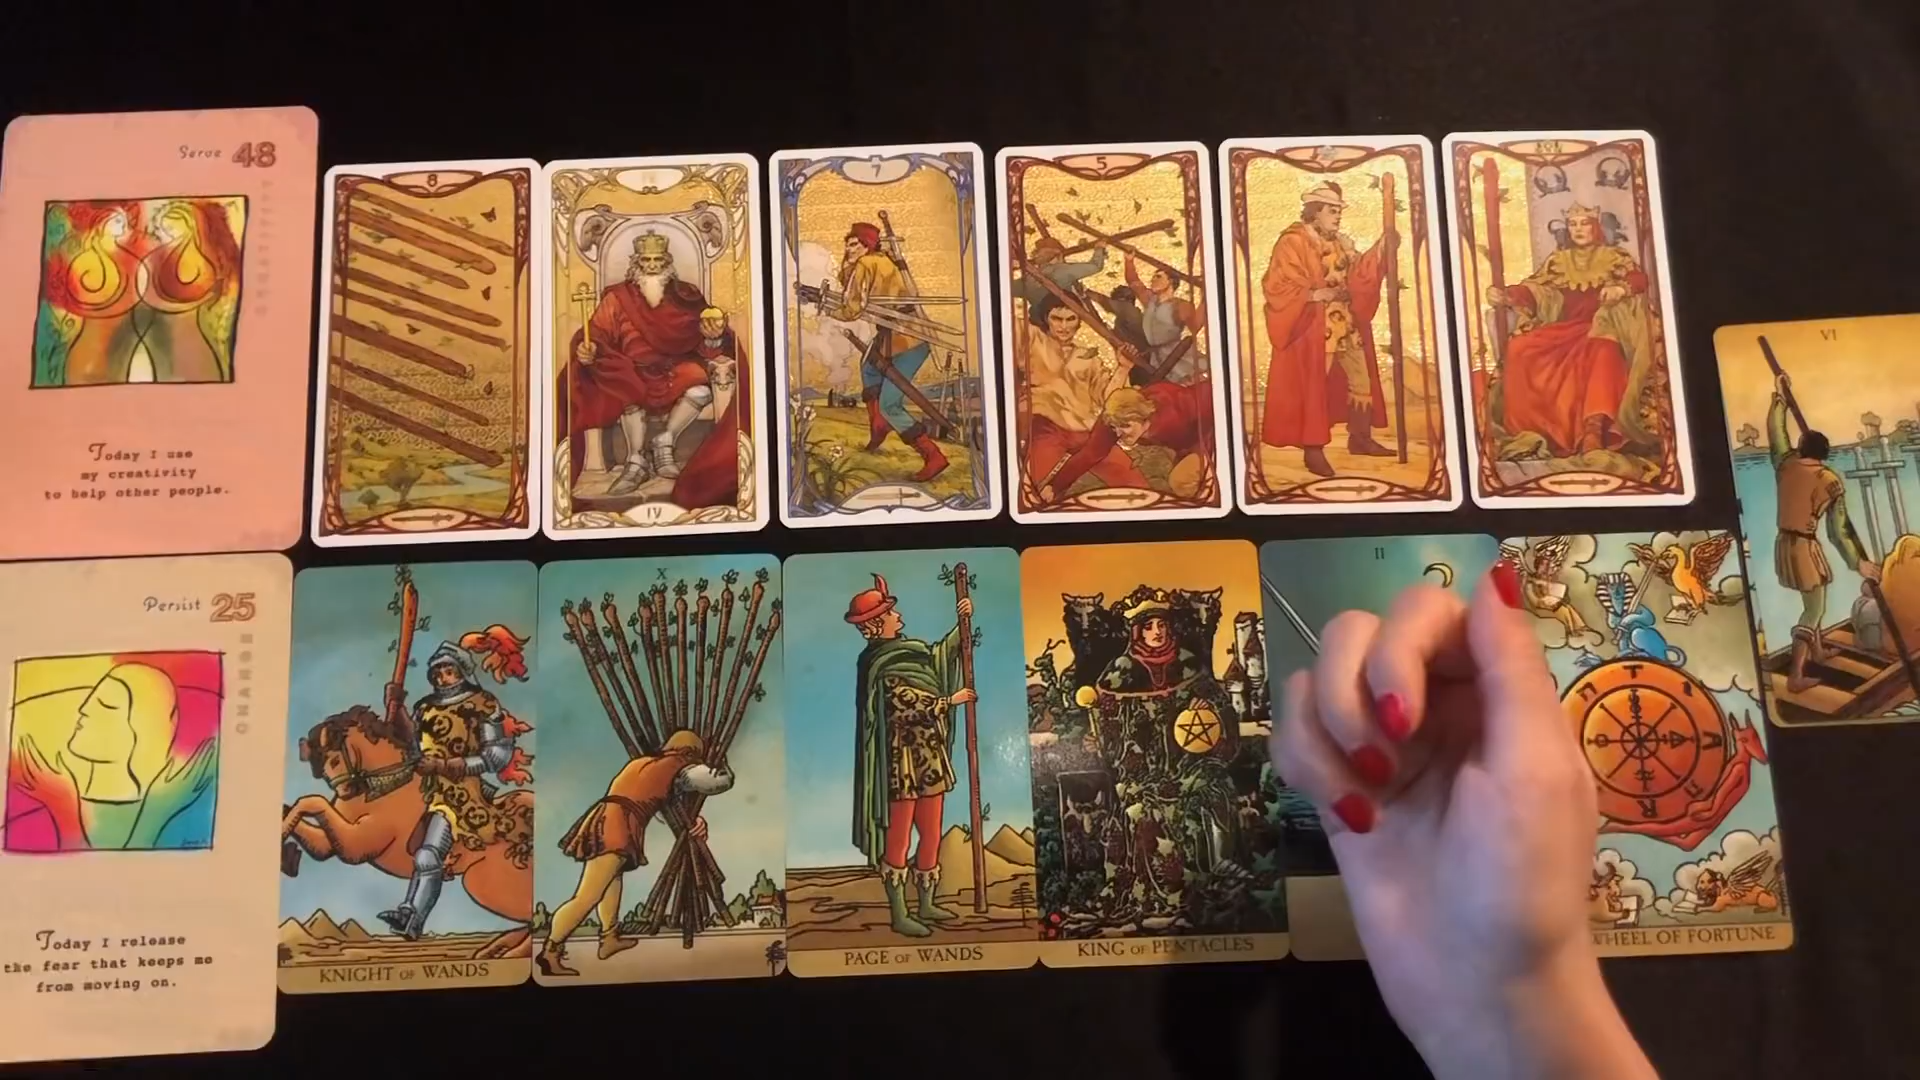 Serve 48
Today I use
my creativity
to help other people.
8
IV
7
5
VI
Persist 25
ORANGE
Today I release
the fear that keeps me
from moving on.
KNIGHT OF WANDS
X
PAGE OF WANDS
KING OF PENTACLES
II
WHEEL OF FORTUNE